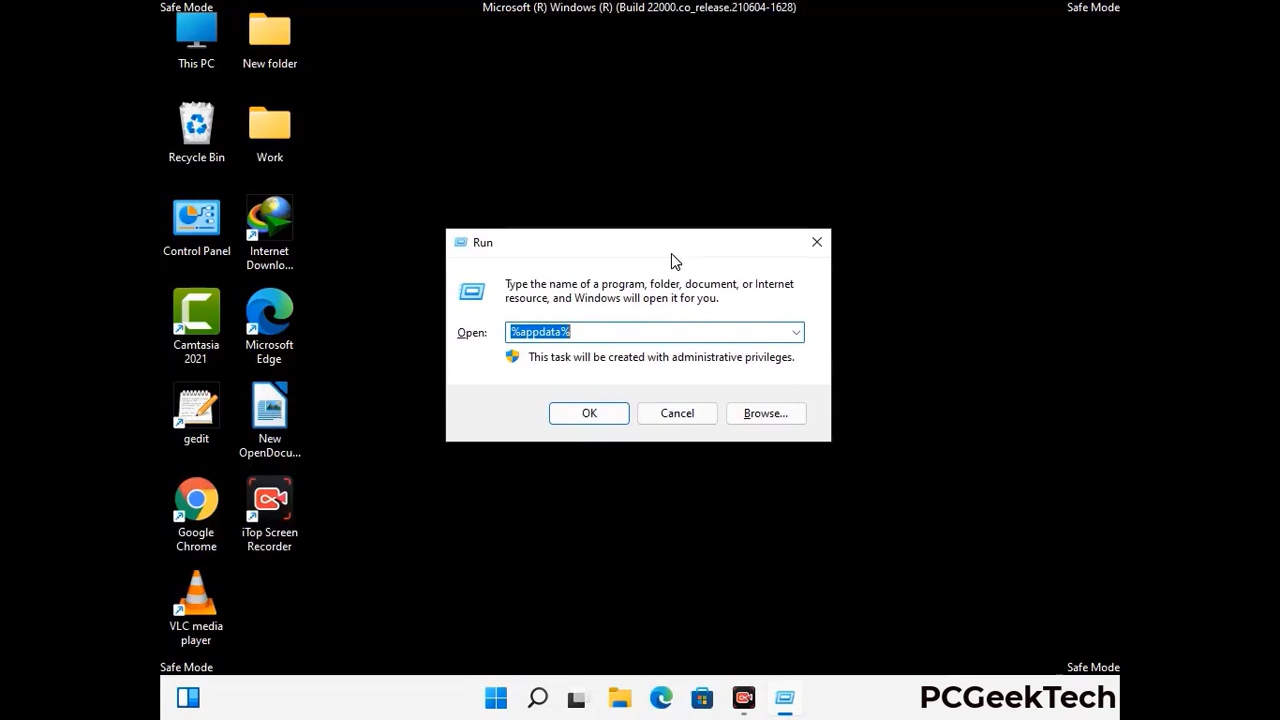 Safe Mode
Microsoft (R) Windows (R) (Build 22000.co_release.210604-1628)
Safe Mode
This PC
New folder
Recycle Bin
Work
Control Panel
Internet
Downlo...
Camtasia
2021
Microsoft
Edge
gedit
New
OpenDocu...
Google
Chrome
iTop Screen
Recorder
VLC media
player
Run
Type the name of a program, folder, document, or Internet
resource, and Windows will open it for you.
Open:
%appdata%
This task will be created with administrative privileges.
OK
Cancel
Browse...
Safe Mode
Safe Mode
PCGeekTech